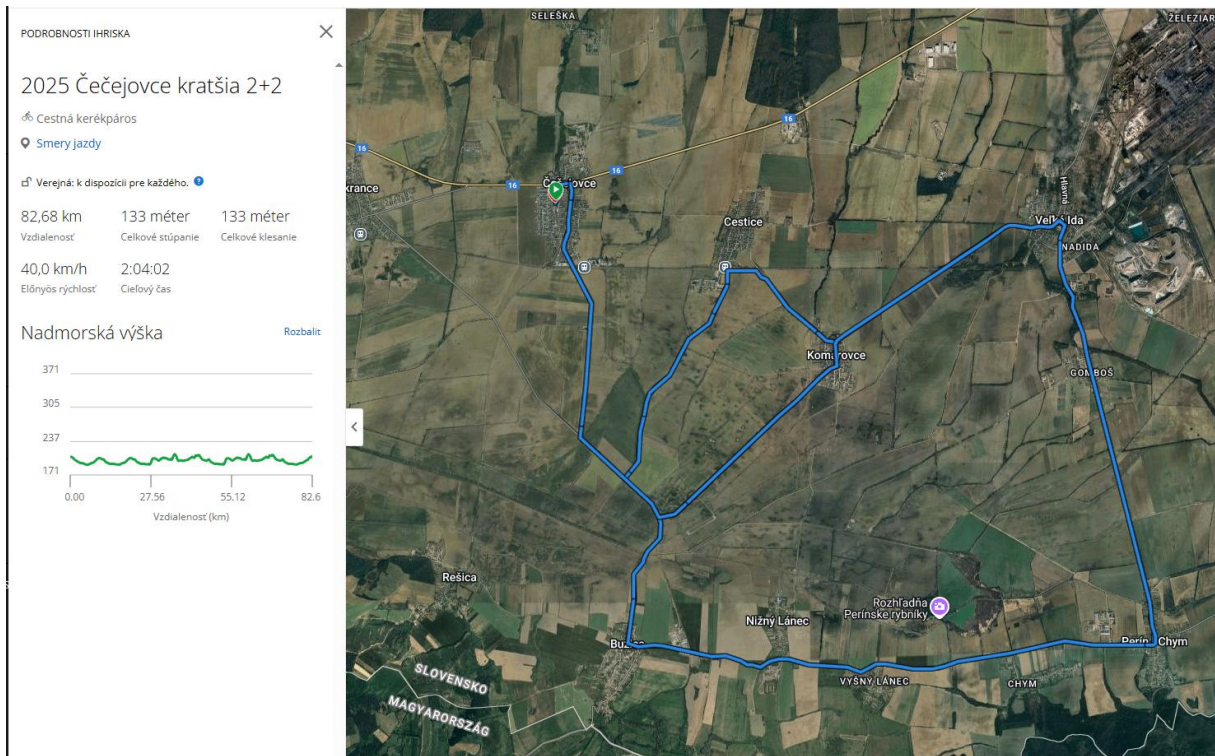 PODROBNOSTI IHRISKA
2025 Čečejovce kratšia 2+2
Cestná kerékpáros
Smery jazdy
Verejná: k dispozícii pre každého. ?
82,68 km
Vzdialenosť
133 méter
Celkové stúpanie
133 méter
Celkové klesanie
40,0 km/h
Előnyös rýchlosť
2:04:02
Cieľový čas
Nadmorská výška
Rozbaliť
371
305
237
171
0.00
27.56
55.12
82.6
Vzdialenosť (km)
SELEŠKA
ŽELEZIAR
16
16
krance
16
16
Čečejovce
Cestice
Hlavná
Veľká Ida
NADIDA
Komárovce
GOMBOŠ
Rešica
Rozhľadňa
Perínske rybníky
Nižný Lánec
VYŠNÝ LÁNEC
CHYM
SLOVENSKO
MAGYARORSZÁG